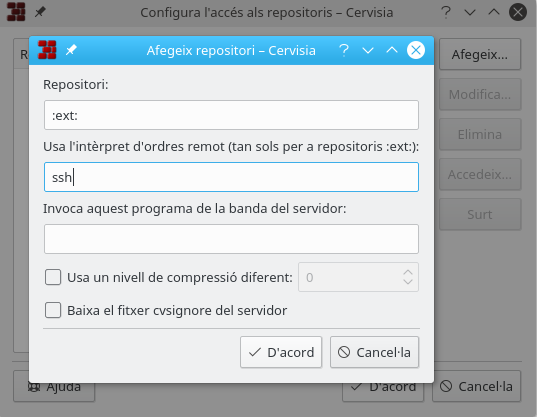 Configura l'accés als repositoris – Cervisia
R
Afegeix...
Modifica...
Elimina
Accedeix...
Surt
Afegeix repositori – Cervisia
Repositori:
:ext:
Usa l'intèrpret d'ordres remot (tan sols per a repositoris :ext:):
ssh
Invoca aquest programa de la banda del servidor:
Usa un nivell de compressió diferent:
0
Baixa el fitxer cvsignore del servidor
D'acord
Cancel·la
Ajuda
D'acord
Cancel·la